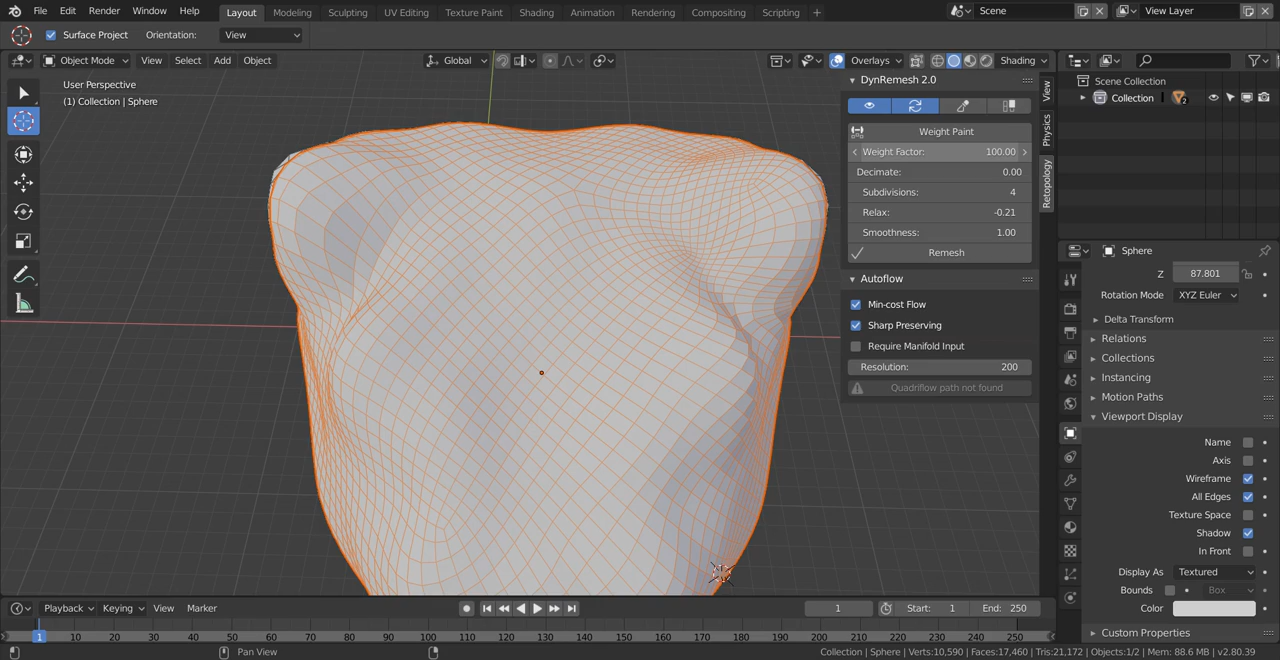 File Edit Render Window Help Layout Modeling Sculpting UV Editing Texture Paint Shading Animation Rendering Compositing Scripting + Scene View Layer
Surface Project Orientation: View
Object Mode View Select Add Object Global Overlays Shading
User Perspective
(1) Collection | Sphere
DynRemesh 2.0
Weight Paint
Weight Factor: 100.00
Decimate: 0.00
Subdivisions: 4
Relax: -0.21
Smoothness: 1.00
Remesh
Autoflow
Min-cost Flow
Sharp Preserving
Require Manifold Input
Resolution: 200
Quadriflow path not found
View
Physics
Retopology
Scene Collection
Collection 2
Sphere
Z 87.801
Rotation Mode XYZ Euler
Delta Transform
Relations
Collections
Instancing
Motion Paths
Viewport Display
Name
Axis
Wireframe
All Edges
Texture Space
Shadow
In Front
Display As Textured
Bounds Box
Color
Custom Properties
Playback Keying View Marker 1 Start: 1 End: 250
1 10 20 30 40 50 60 70 80 90 100 110 120 130 140 150 160 170 180 190 200 210 220 230 240 250
Pan View Collection | Sphere | Verts:10,590 | Faces:17,460 | Tris:21,172 | Objects:1/2 | Mem: 88.6 MB | v2.80.39